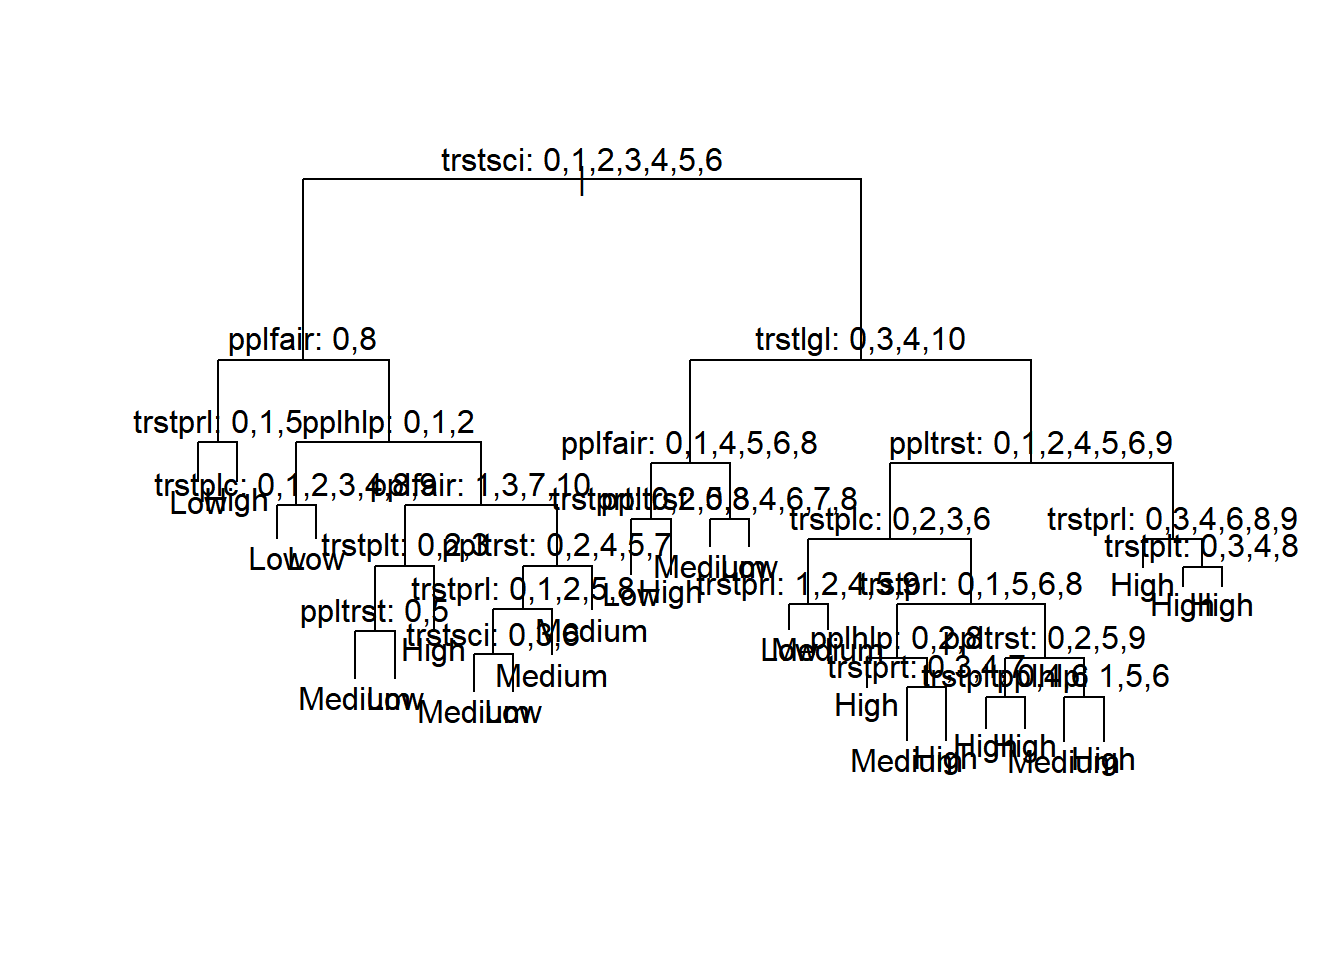 trstsci: 0,1,2,3,4,5,6
pplfair: 0,8
trstlgl: 0,3,4,10
trstprl: 0,1,5
pplhlp: 0,1,2
pplfair: 0,1,4,5,6,8
ppltrst: 0,1,2,4,5,6,9
trstplc: 0,1,2,3,4,8,9
pplfair: 1,3,7,10
Low
High
trstplc: 0,2,3,6
trstprl: 0,3,4,6,8,9
Low
Low
trstplt: 0,2,3
ppltrst: 0,2,4,5,7
trstplt: 0,3,4,8
Medium
Low
trstprl: 0,1,2,5,8
Low
High
trstprl: 1,2,4,5,9
trstprl: 0,1,5,6,8
High
High
High
ppltrst: 0,5
High
trstsci: 0,3,6
Medium
Low
Medium
pplhlp: 0,2,8
ppltrst: 0,2,5,9
Medium
Low
Medium
trstprt: 0,3,4,7
trstplt: 0,4,6
pplhlp: 1,5,6
Medium
Low
High
Medium
High
High
High
Medium
High